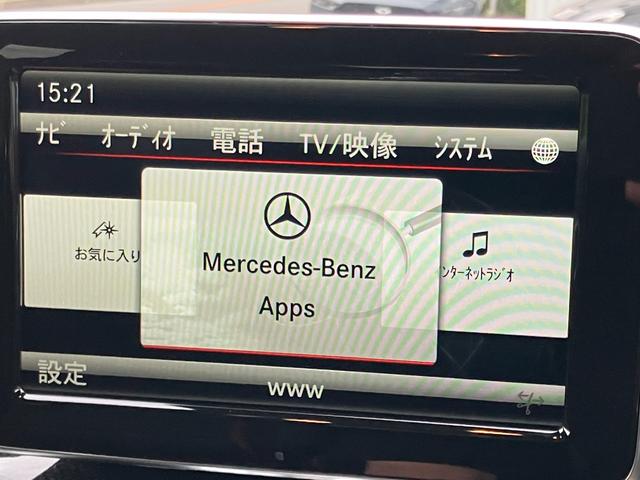 15:21
ナビ オーディオ 電話 TV/映像 システム
お気に入り
Mercedes-Benz
Apps
ンターネットラジオ
設定
www